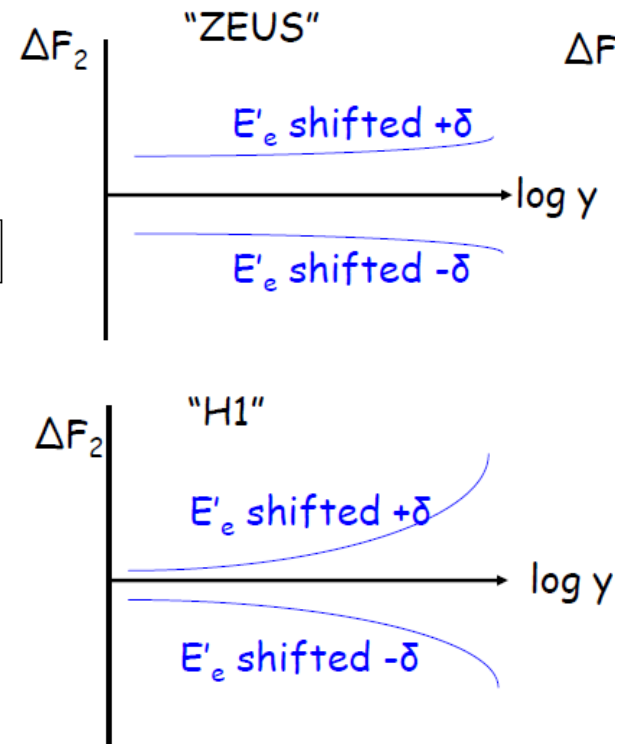 “ZEUS”
ΔF₂
ΔF
E'ₑ shifted +δ
log y
E'ₑ shifted -δ
“H1”
ΔF₂
E'ₑ shifted +δ
log y
E'ₑ shifted -δ